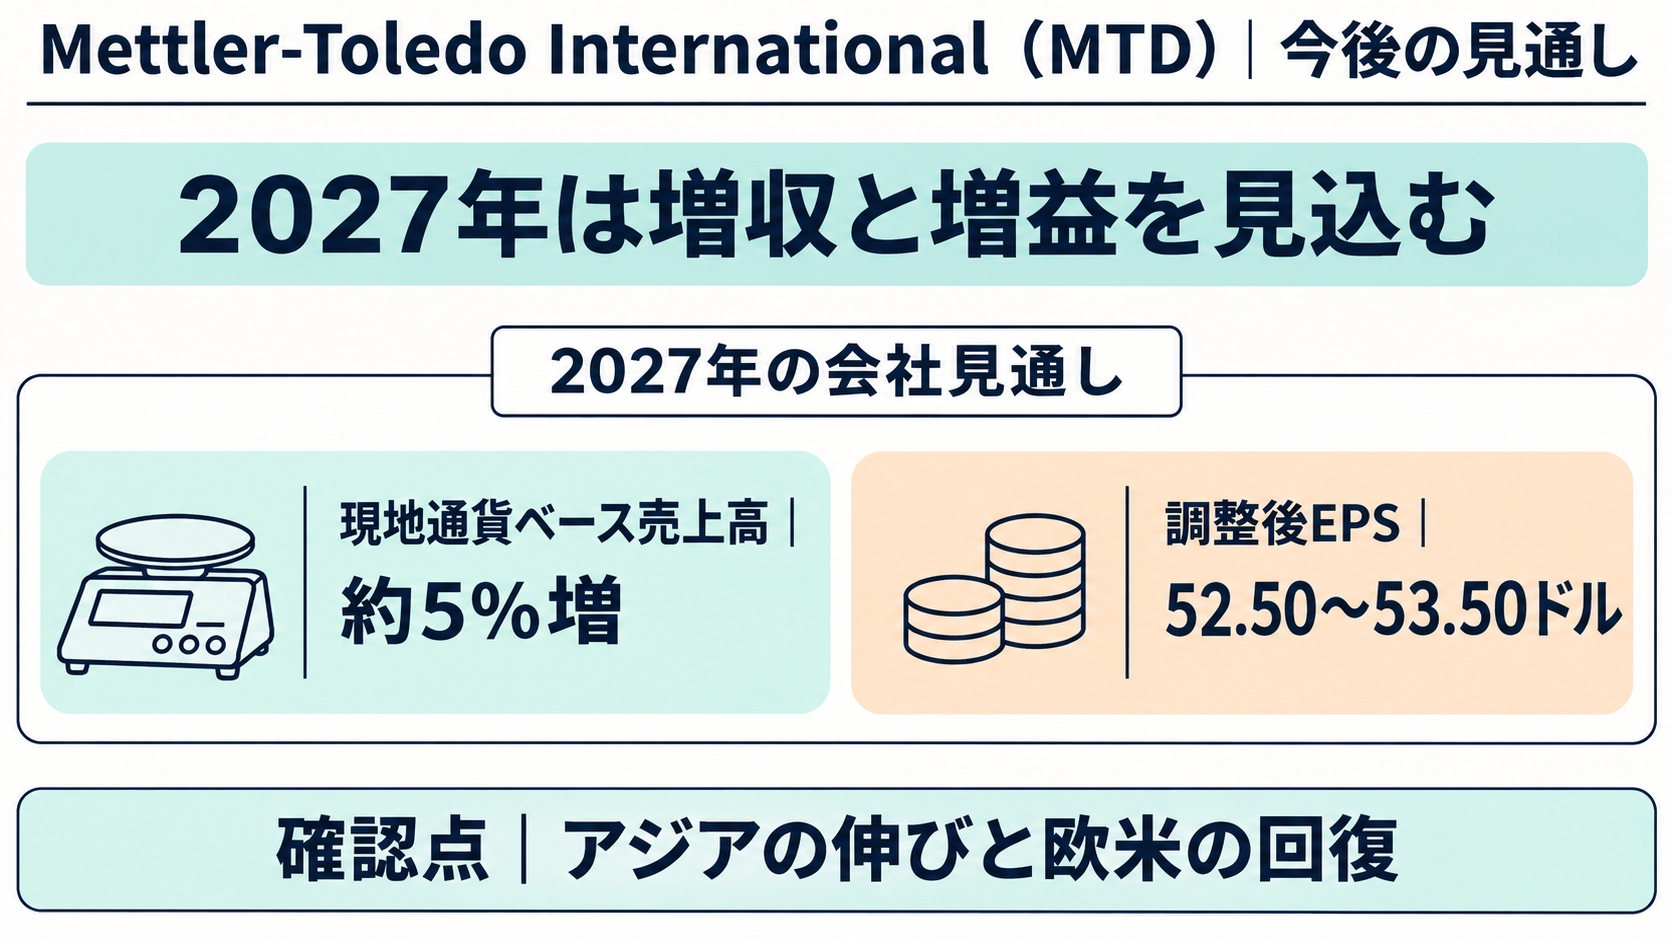 Mettler-Toledo International（MTD）｜今後の見通し
2027年は増収と増益を見込む
2027年の会社見通し
現地通貨ベース売上高｜
約5%増
調整後EPS｜
52.50〜53.50ドル
確認点｜アジアの伸びと欧米の回復